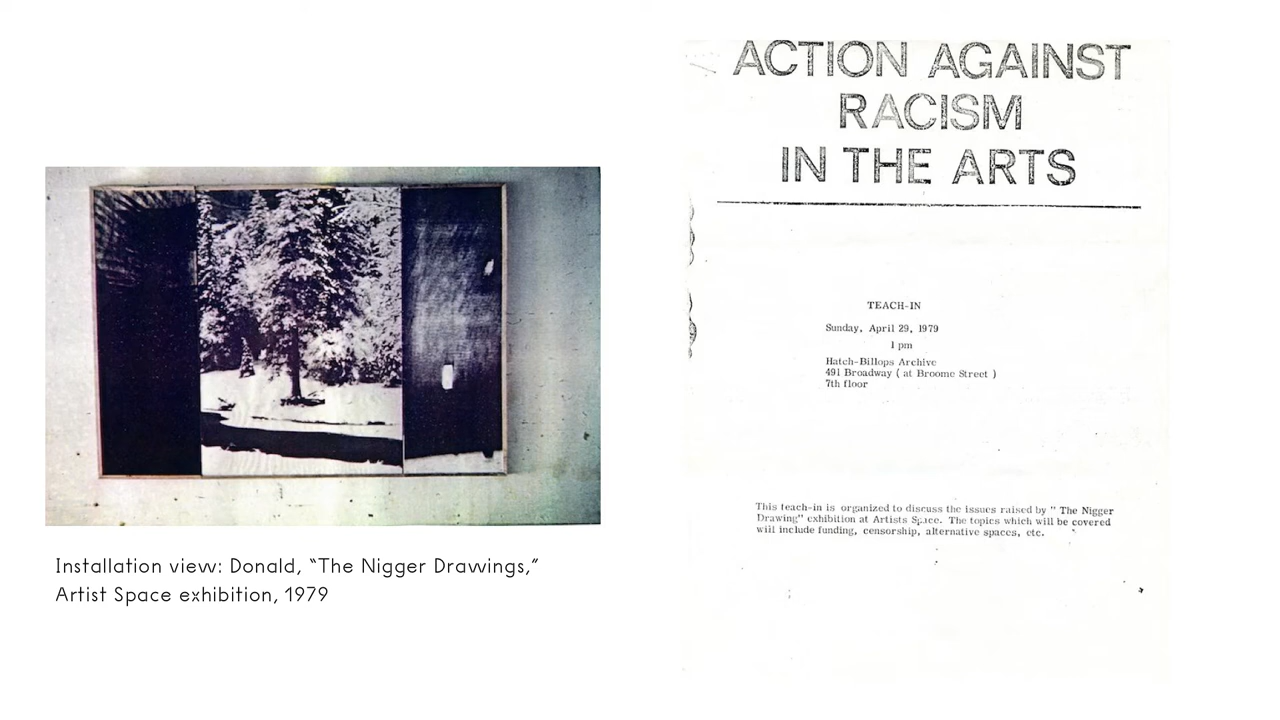 Installation view: Donald, “The Nigger Drawings,”
Artist Space exhibition, 1979
ACTION AGAINST
RACISM
IN THE ARTS
TEACH-IN
Sunday, April 29, 1979
1 pm
Hatch-Billops Archive
491 Broadway ( at Broome Street )
7th floor
This teach-in is organized to discuss the issues raised by " The Nigger
Drawing" exhibition at Artists Space. The topics which will be covered
will include funding, censorship, alternative spaces, etc.